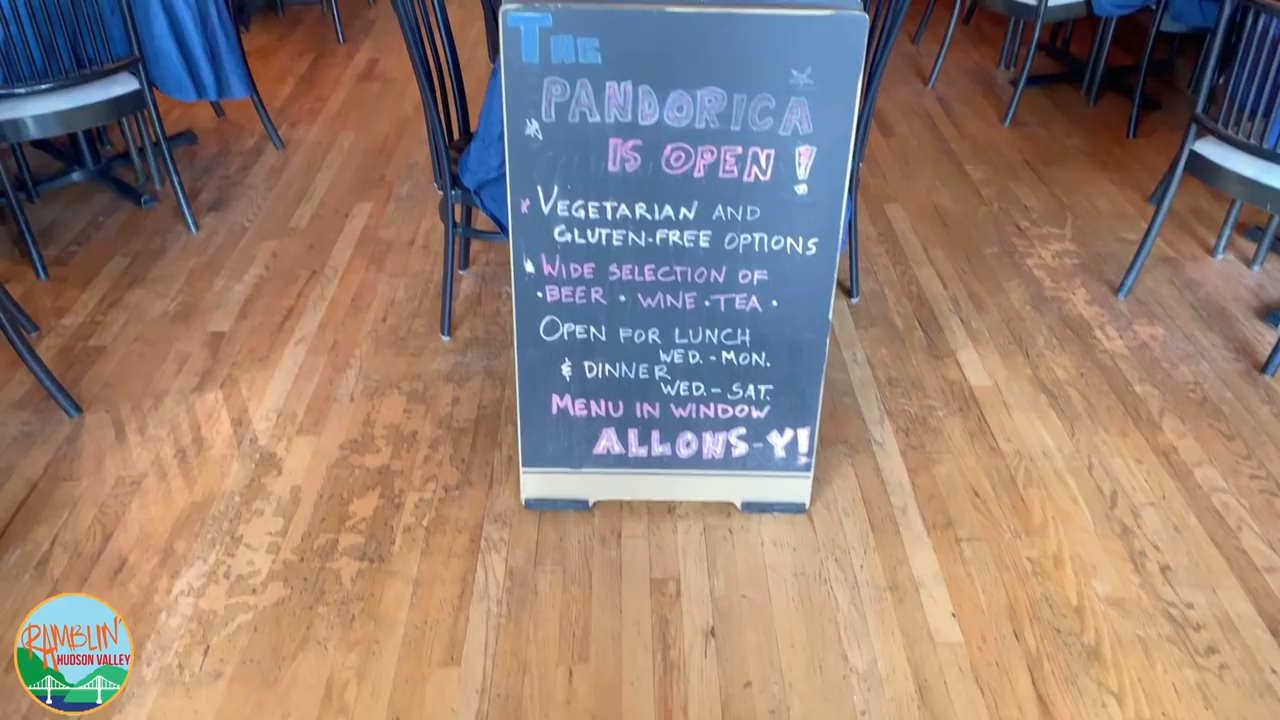 THE
PANDORICA
IS OPEN!
VEGETARIAN AND
GLUTEN-FREE OPTIONS
WIDE SELECTION OF
·BEER · WINE · TEA ·
OPEN FOR LUNCH
WED. - MON.
& DINNER
WED. - SAT.
MENU IN WINDOW
ALLONS-Y!
RAMBLIN'
HUDSON VALLEY